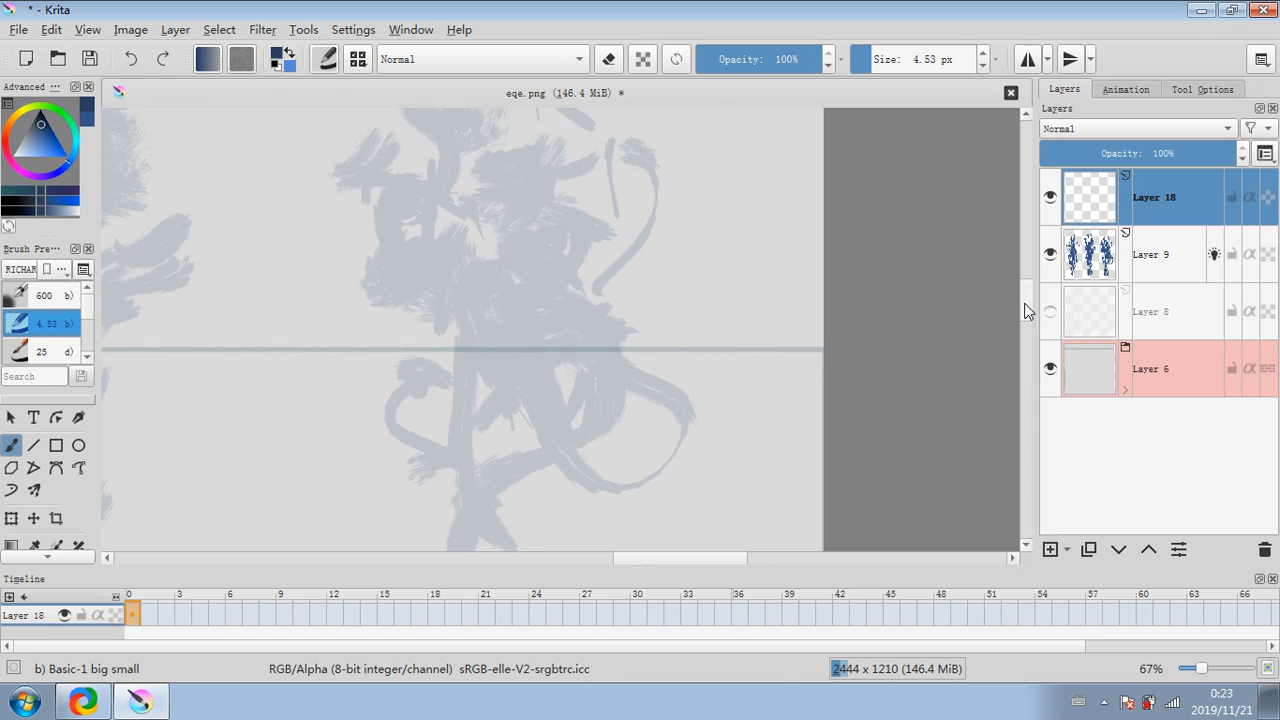 * - Krita
File Edit View Image Layer Select Filter Tools Settings Window Help
Normal Opacity: 100% Size: 4.53 px
Advanced ...
eqe.png (146.4 MiB) *
Layers Animation Tool Options
Layers
Normal
Opacity: 100%
Layer 18
Layer 9
Layer 8
Layer 6
Brush Pre...
RICHAR ...
600 b)
4.53 b)
25 d)
Search
Timeline
0 3 6 9 12 15 18 21 24 27 30 33 36 39 42 45 48 51 54 57 60 63 66
Layer 18
b) Basic-1 big small RGB/Alpha (8-bit integer/channel) sRGB-elle-V2-srgbtrc.icc 2444 x 1210 (146.4 MiB) 67%
0:23
2019/11/21